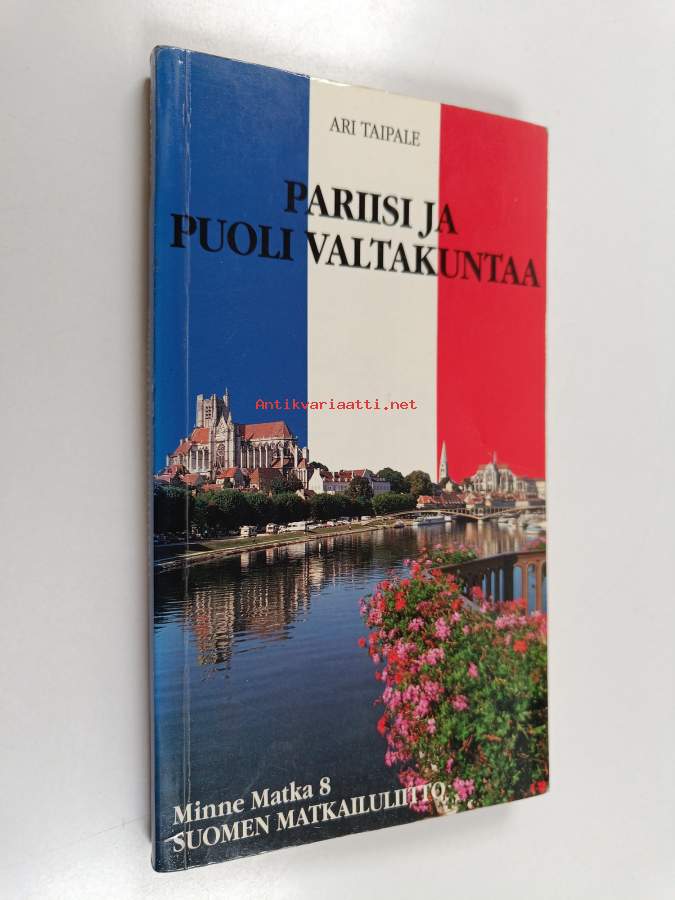 ARI TAIPALE
PARIISI JA
PUOLI VALTAKUNTAA
Antikvariaatti.net
Minne Matka 8
SUOMEN MATKAILULIITTO